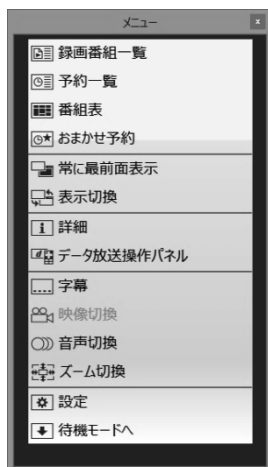 メニュー
録画番組一覧
予約一覧
番組表
おまかせ予約
常に最前面表示
表示切換
詳細
データ放送操作パネル
字幕
映像切換
音声切換
ズーム切換
設定
待機モードへ